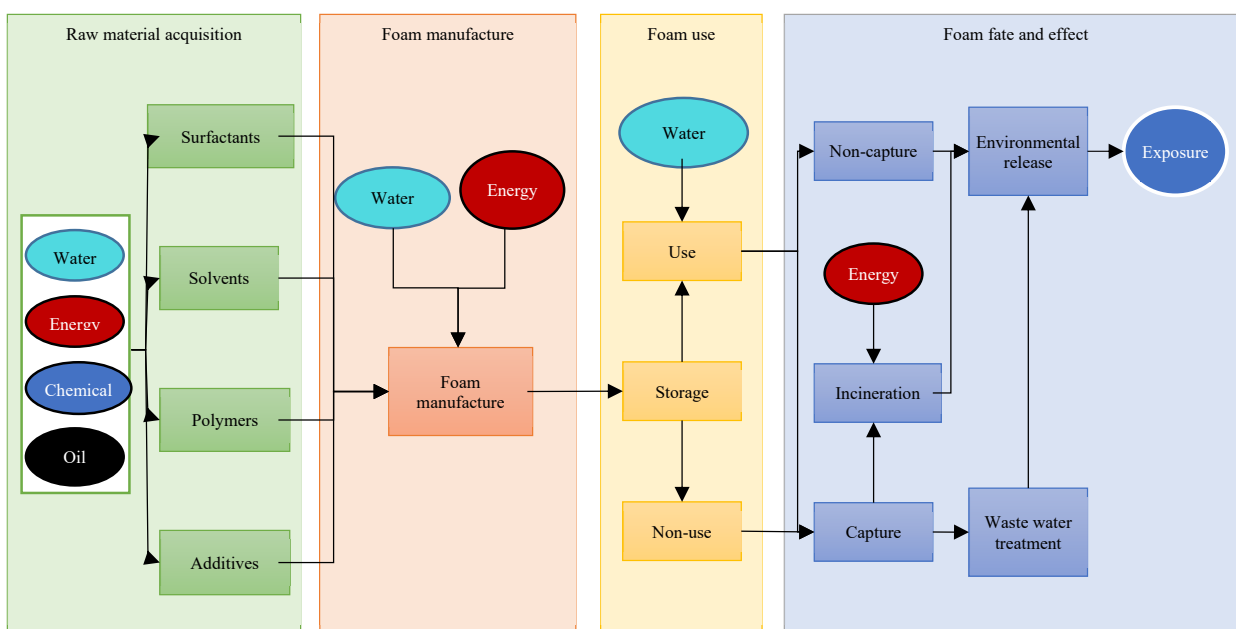 Raw material acquisition
Foam manufacture
Foam use
Foam fate and effect
Surfactants
Solvents
Polymers
Additives
Water
Energy
Chemical
Oil
Water
Energy
Foam
manufacture
Water
Use
Storage
Non-use
Non-capture
Energy
Incineration
Capture
Environmental
release
Waste water
treatment
Exposure